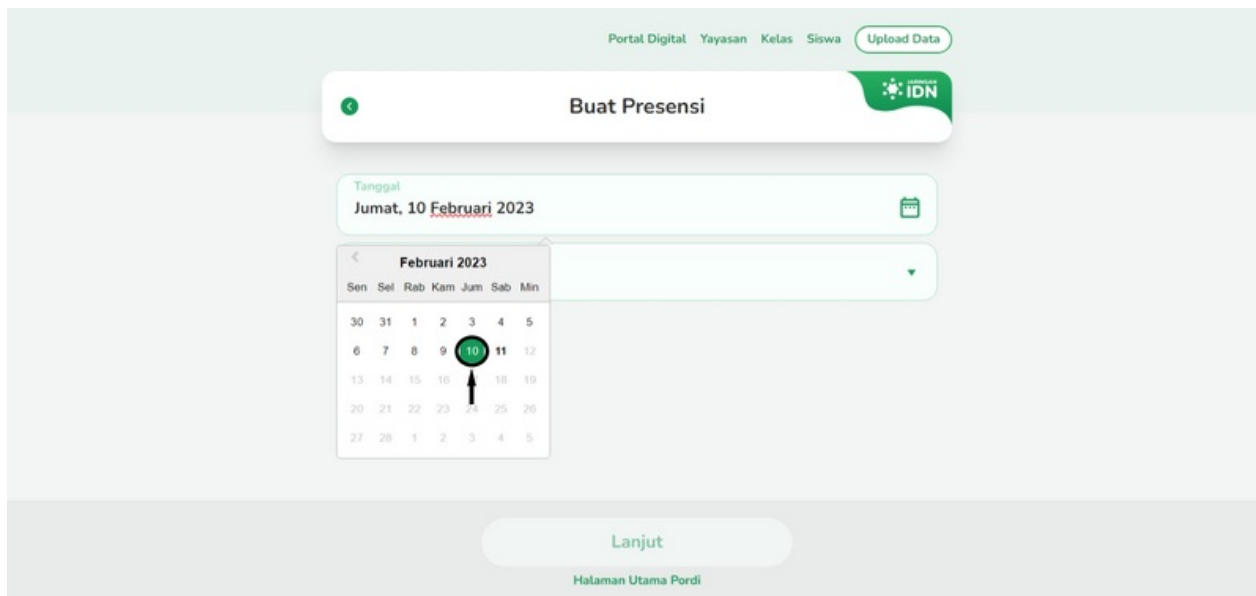 Portal Digital Yayasan Kelas Siswa Upload Data
Buat Presensi
JARINGAN
IDN
Tanggal
Jumat, 10 Februari 2023
Februari 2023
Sen Sel Rab Kam Jum Sab Min
30 31 1 2 3 4 5
6 7 8 9 10 11 12
13 14 15 16 18 19
20 21 22 23 24 25 26
27 28 1 2 3 4 5
Lanjut
Halaman Utama Pordi